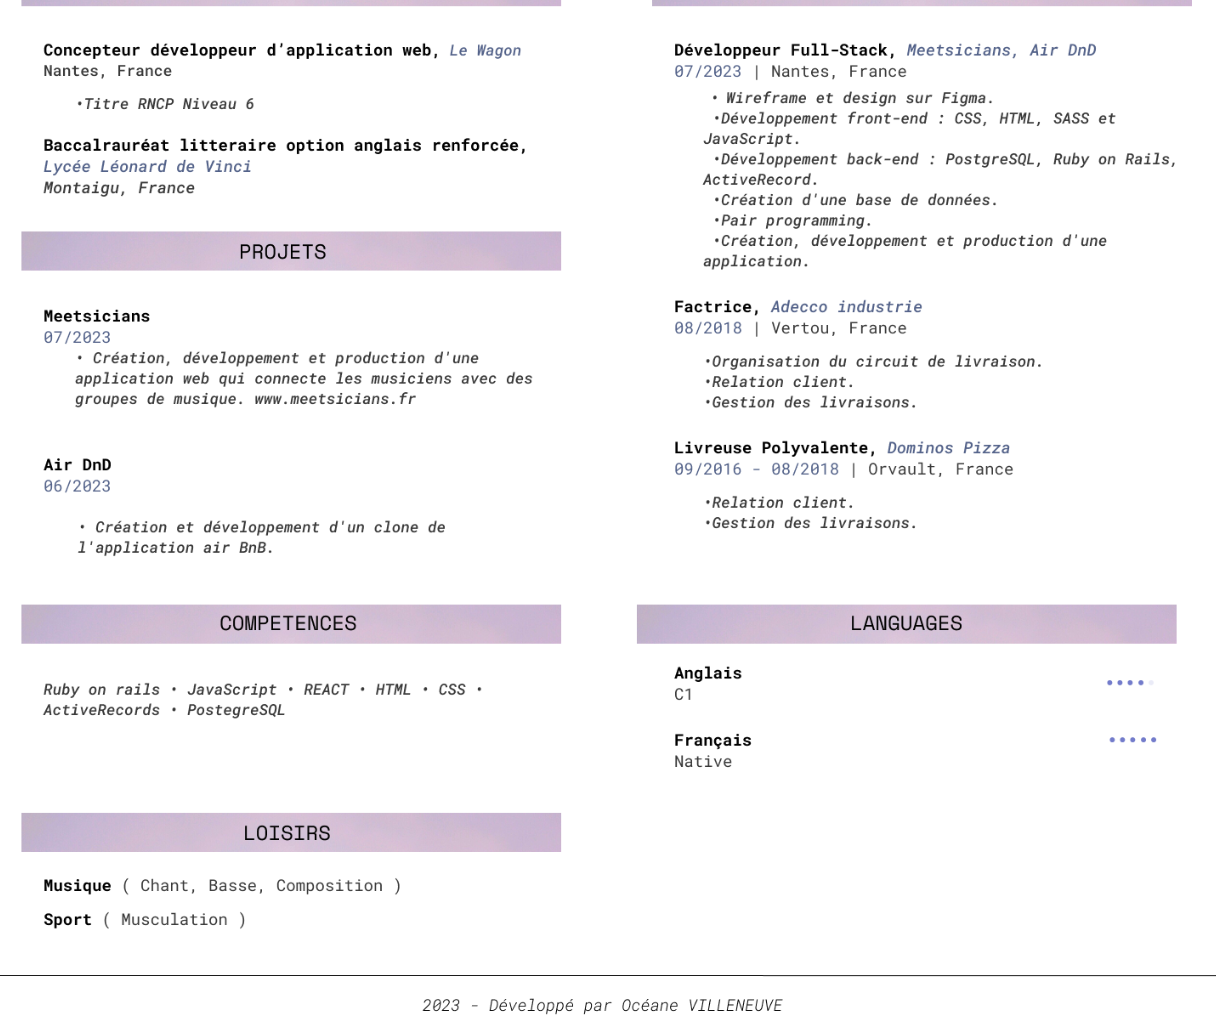 Concepteur développeur d’application web, Le Wagon
Nantes, France
•Titre RNCP Niveau 6
Baccalrauréat litteraire option anglais renforcée,
Lycée Léonard de Vinci
Montaigu, France
PROJETS
Meetsicians
07/2023
• Création, développement et production d'une
application web qui connecte les musiciens avec des
groupes de musique. www.meetsicians.fr
Air DnD
06/2023
• Création et développement d'un clone de
l'application air BnB.
COMPETENCES
Ruby on rails • JavaScript • REACT • HTML • CSS •
ActiveRecords • PostegreSQL
LOISIRS
Musique ( Chant, Basse, Composition )
Sport ( Musculation )
Développeur Full-Stack, Meetsicians, Air DnD
07/2023 | Nantes, France
• Wireframe et design sur Figma.
•Développement front-end : CSS, HTML, SASS et
JavaScript.
•Développement back-end : PostgreSQL, Ruby on Rails,
ActiveRecord.
•Création d'une base de données.
•Pair programming.
•Création, développement et production d'une
application.
Factrice, Adecco industrie
08/2018 | Vertou, France
•Organisation du circuit de livraison.
•Relation client.
•Gestion des livraisons.
Livreuse Polyvalente, Dominos Pizza
09/2016 - 08/2018 | Orvault, France
•Relation client.
•Gestion des livraisons.
LANGUAGES
Anglais
C1
Français
Native
2023 - Développé par Océane VILLENEUVE